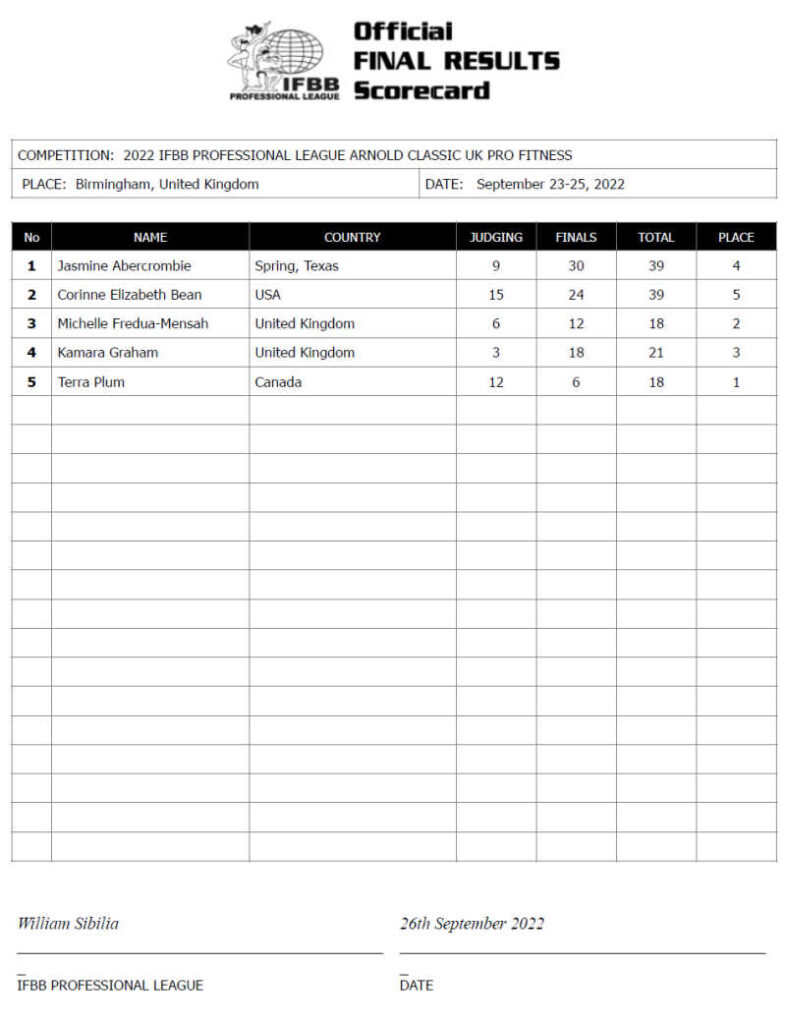 Official
FINAL RESULTS
Scorecard
IFBB
PROFESSIONAL LEAGUE
COMPETITION: 2022 IFBB PROFESSIONAL LEAGUE ARNOLD CLASSIC UK PRO FITNESS
PLACE: Birmingham, United Kingdom DATE: September 23-25, 2022
No NAME COUNTRY JUDGING FINALS TOTAL PLACE
1 Jasmine Abercrombie Spring, Texas 9 30 39 4
2 Corinne Elizabeth Bean USA 15 24 39 5
3 Michelle Fredua-Mensah United Kingdom 6 12 18 2
4 Kamara Graham United Kingdom 3 18 21 3
5 Terra Plum Canada 12 6 18 1
William Sibilia 26th September 2022
IFBB PROFESSIONAL LEAGUE DATE